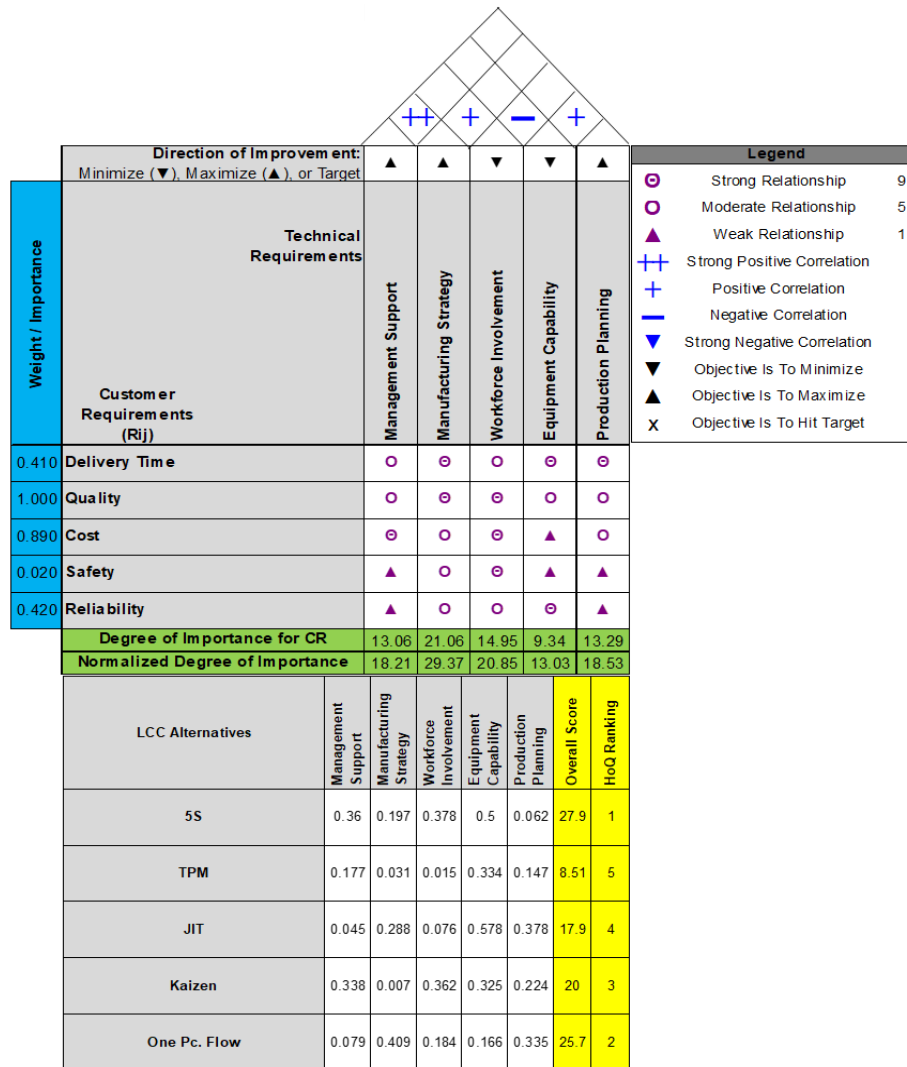 ++ + — +
Direction of Improvement:
Minimize (▼), Maximize (▲), or Target
▲ ▲ ▼ ▼ ▲
Weight / Importance
Technical
Requirements
Customer
Requirements
(Rij)
Management Support
Manufacturing Strategy
Workforce Involvement
Equipment Capability
Production Planning
Legend
Strong Relationship 9
Moderate Relationship 5
▲ Weak Relationship 1
++ Strong Positive Correlation
+ Positive Correlation
— Negative Correlation
▼ Strong Negative Correlation
▼ Objective Is To Minimize
▲ Objective Is To Maximize
x Objective Is To Hit Target
0.410 Delivery Time O Θ O Θ Θ
1.000 Quality O Θ Θ O O
0.890 Cost Θ O Θ ▲ O
0.020 Safety ▲ O Θ ▲ ▲
0.420 Reliability ▲ O O Θ ▲
Degree of Importance for CR 13.06 21.06 14.95 9.34 13.29
Normalized Degree of Importance 18.21 29.37 20.85 13.03 18.53
LCC Alternatives
Management
Support
Manufacturing
Strategy
Workforce
Involvement
Equipment
Capability
Production
Planning
Overall Score
HoQ Ranking
5S 0.36 0.197 0.378 0.5 0.062 27.9 1
TPM 0.177 0.031 0.015 0.334 0.147 8.51 5
JIT 0.045 0.288 0.076 0.578 0.378 17.9 4
Kaizen 0.338 0.007 0.362 0.325 0.224 20 3
One Pc. Flow 0.079 0.409 0.184 0.166 0.335 25.7 2